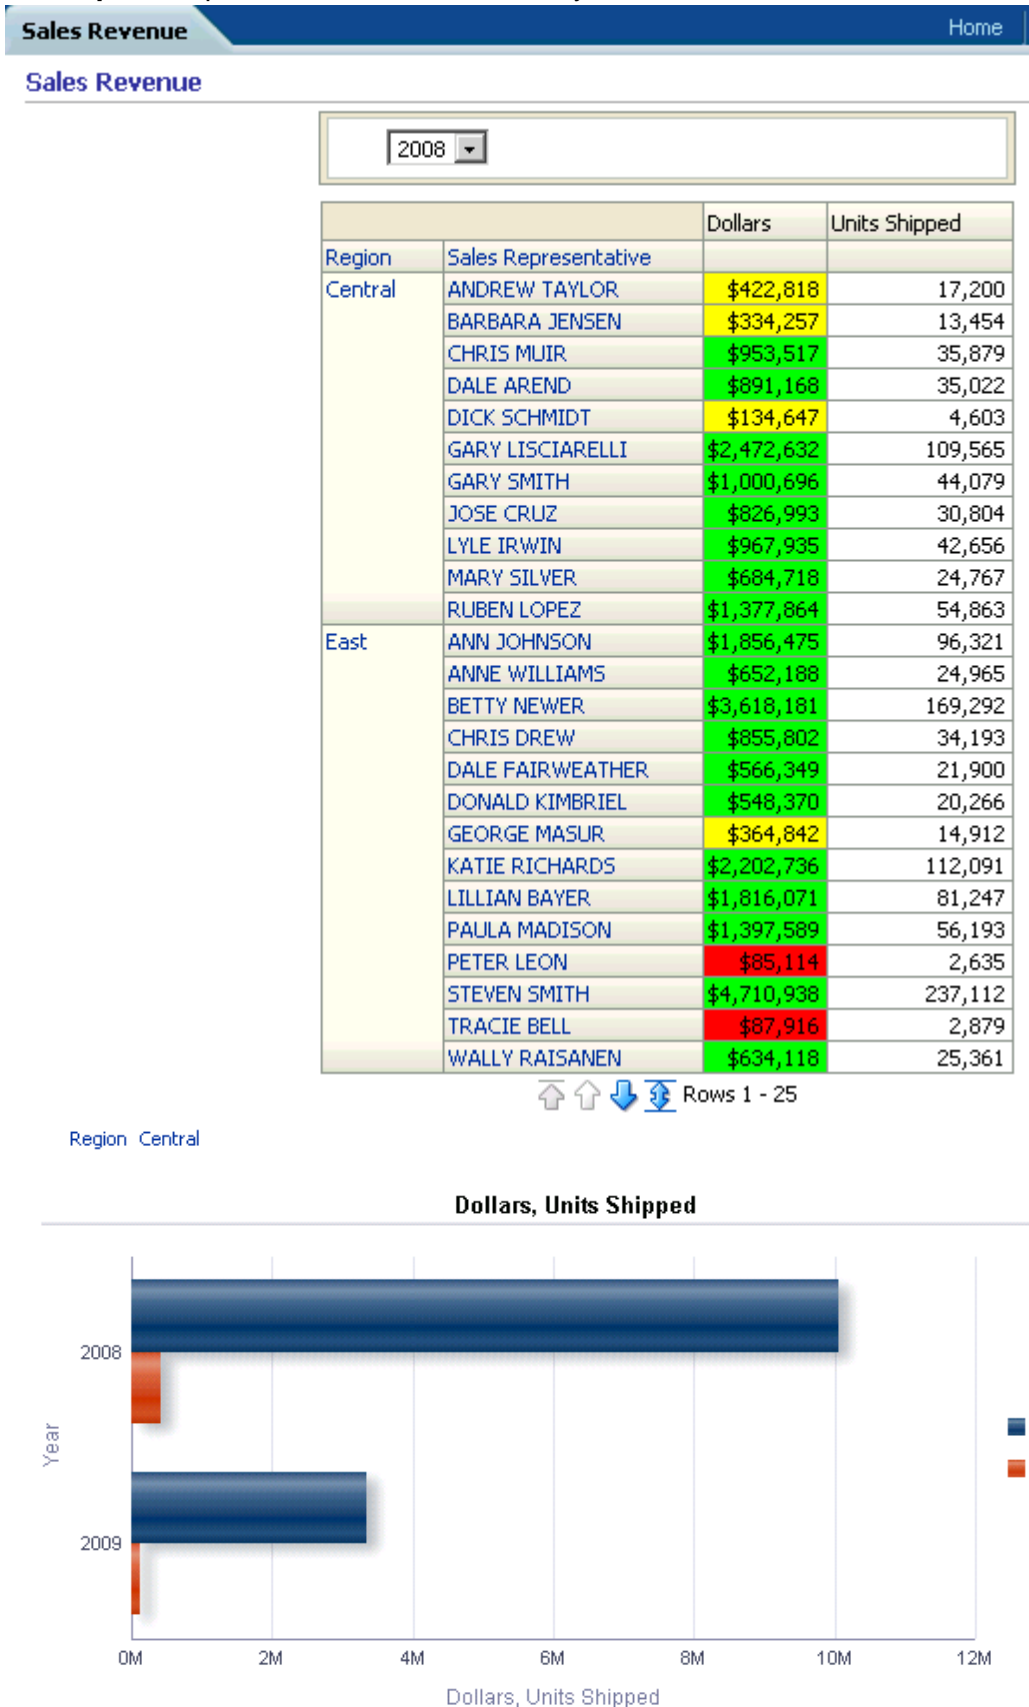 Sales Revenue Home
Sales Revenue
2008
Dollars Units Shipped
Region Sales Representative
Central ANDREW TAYLOR $422,818 17,200
BARBARA JENSEN $334,257 13,454
CHRIS MUIR $953,517 35,879
DALE AREND $891,168 35,022
DICK SCHMIDT $134,647 4,603
GARY LISCIARELLI $2,472,632 109,565
GARY SMITH $1,000,696 44,079
JOSE CRUZ $826,993 30,804
LYLE IRWIN $967,935 42,656
MARY SILVER $684,718 24,767
RUBEN LOPEZ $1,377,864 54,863
East ANN JOHNSON $1,856,475 96,321
ANNE WILLIAMS $652,188 24,965
BETTY NEWER $3,618,181 169,292
CHRIS DREW $855,802 34,193
DALE FAIRWEATHER $566,349 21,900
DONALD KIMBRIEL $548,370 20,266
GEORGE MASUR $364,842 14,912
KATIE RICHARDS $2,202,736 112,091
LILLIAN BAYER $1,816,071 81,247
PAULA MADISON $1,397,589 56,193
PETER LEON $85,114 2,635
STEVEN SMITH $4,710,938 237,112
TRACIE BELL $87,916 2,879
WALLY RAISANEN $634,118 25,361
Rows 1 - 25
Region Central
Dollars, Units Shipped
2008
Year
2009
0M 2M 4M 6M 8M 10M 12M
Dollars, Units Shipped